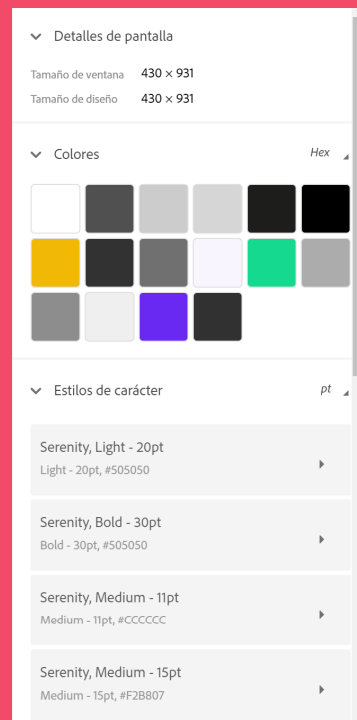 Detalles de pantalla
Tamaño de ventana 430 × 931
Tamaño de diseño 430 × 931
Colores Hex
Estilos de carácter pt
Serenity, Light - 20pt
Light - 20pt, #505050
Serenity, Bold - 30pt
Bold - 30pt, #505050
Serenity, Medium - 11pt
Medium - 11pt, #CCCCCC
Serenity, Medium - 15pt
Medium - 15pt, #F2B807